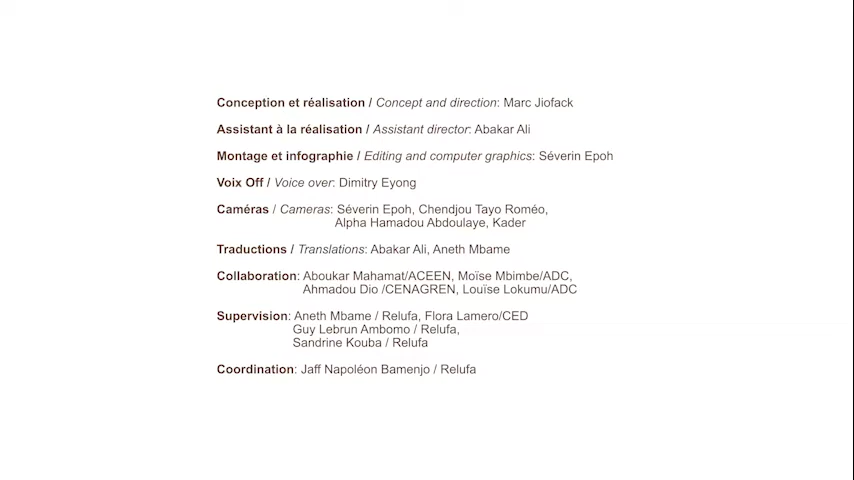 Conception et réalisation / Concept and direction: Marc Jiofack
Assistant à la réalisation / Assistant director: Abakar Ali
Montage et infographie / Editing and computer graphics: Séverin Epoh
Voix Off / Voice over: Dimitry Eyong
Caméras / Cameras: Séverin Epoh, Chendjou Tayo Roméo,
Alpha Hamadou Abdoulaye, Kader
Traductions / Translations: Abakar Ali, Aneth Mbame
Collaboration: Aboukar Mahamat/ACEEN, Moïse Mbimbe/ADC,
Ahmadou Dio /CENAGREN, Louïse Lokumu/ADC
Supervision: Aneth Mbame / Relufa, Flora Lamero/CED
Guy Lebrun Ambomo / Relufa,
Sandrine Kouba / Relufa
Coordination: Jaff Napoléon Bamenjo / Relufa